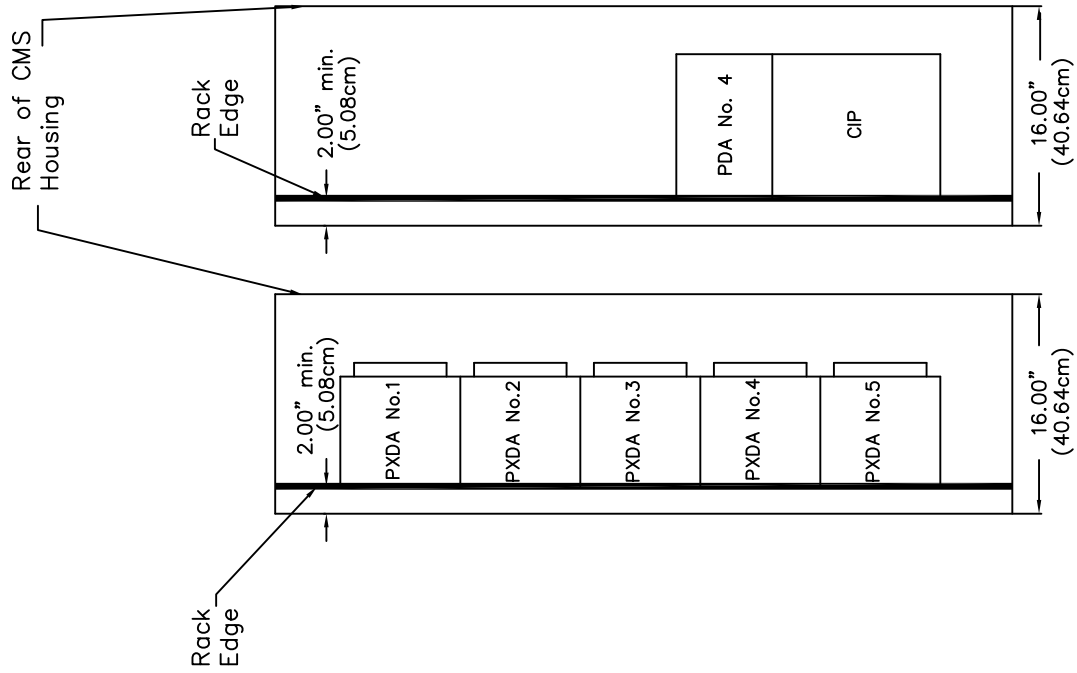 Rear of CMS
Housing
Rack
Edge
2.00" min.
(5.08cm)
PDA No. 4
CIP
16.00"
(40.64cm)
2.00" min.
(5.08cm)
PXDA No.1
PXDA No.2
PXDA No.3
PXDA No.4
PXDA No.5
16.00"
(40.64cm)
Rack
Edge